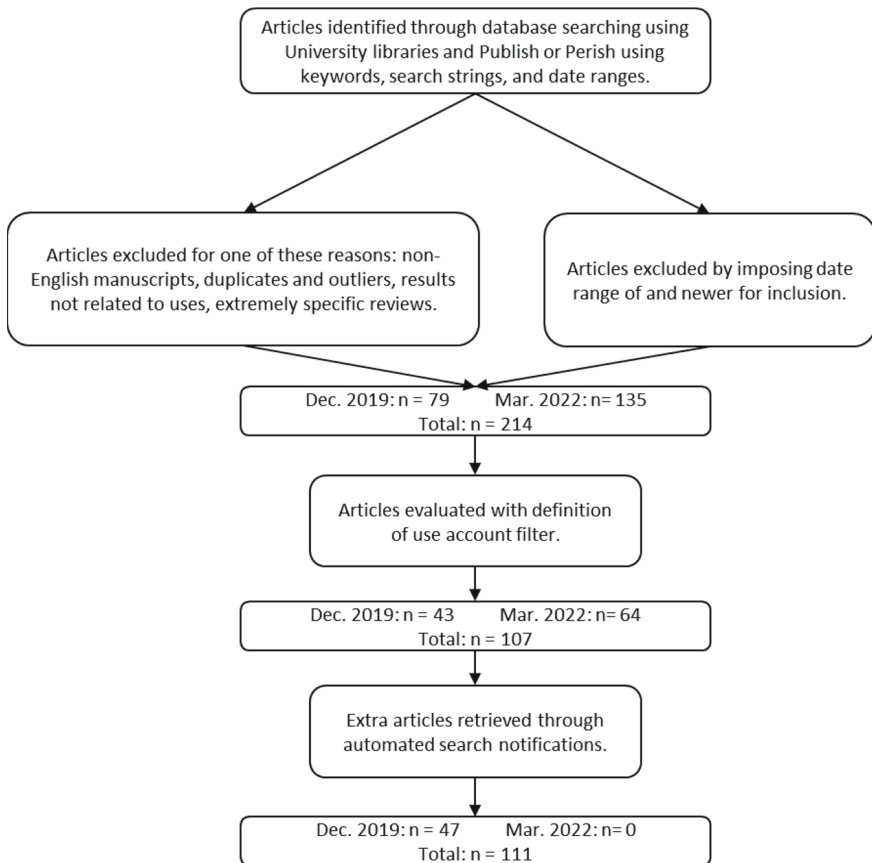 Articles identified through database searching using
University libraries and Publish or Perish using
keywords, search strings, and date ranges.
Articles excluded for one of these reasons: non-
English manuscripts, duplicates and outliers, results
not related to uses, extremely specific reviews.
Articles excluded by imposing date
range of and newer for inclusion.
Dec. 2019: n = 79 Mar. 2022: n= 135
Total: n = 214
Articles evaluated with definition
of use account filter.
Dec. 2019: n = 43 Mar. 2022: n= 64
Total: n = 107
Extra articles retrieved through
automated search notifications.
Dec. 2019: n = 47 Mar. 2022: n= 0
Total: n = 111